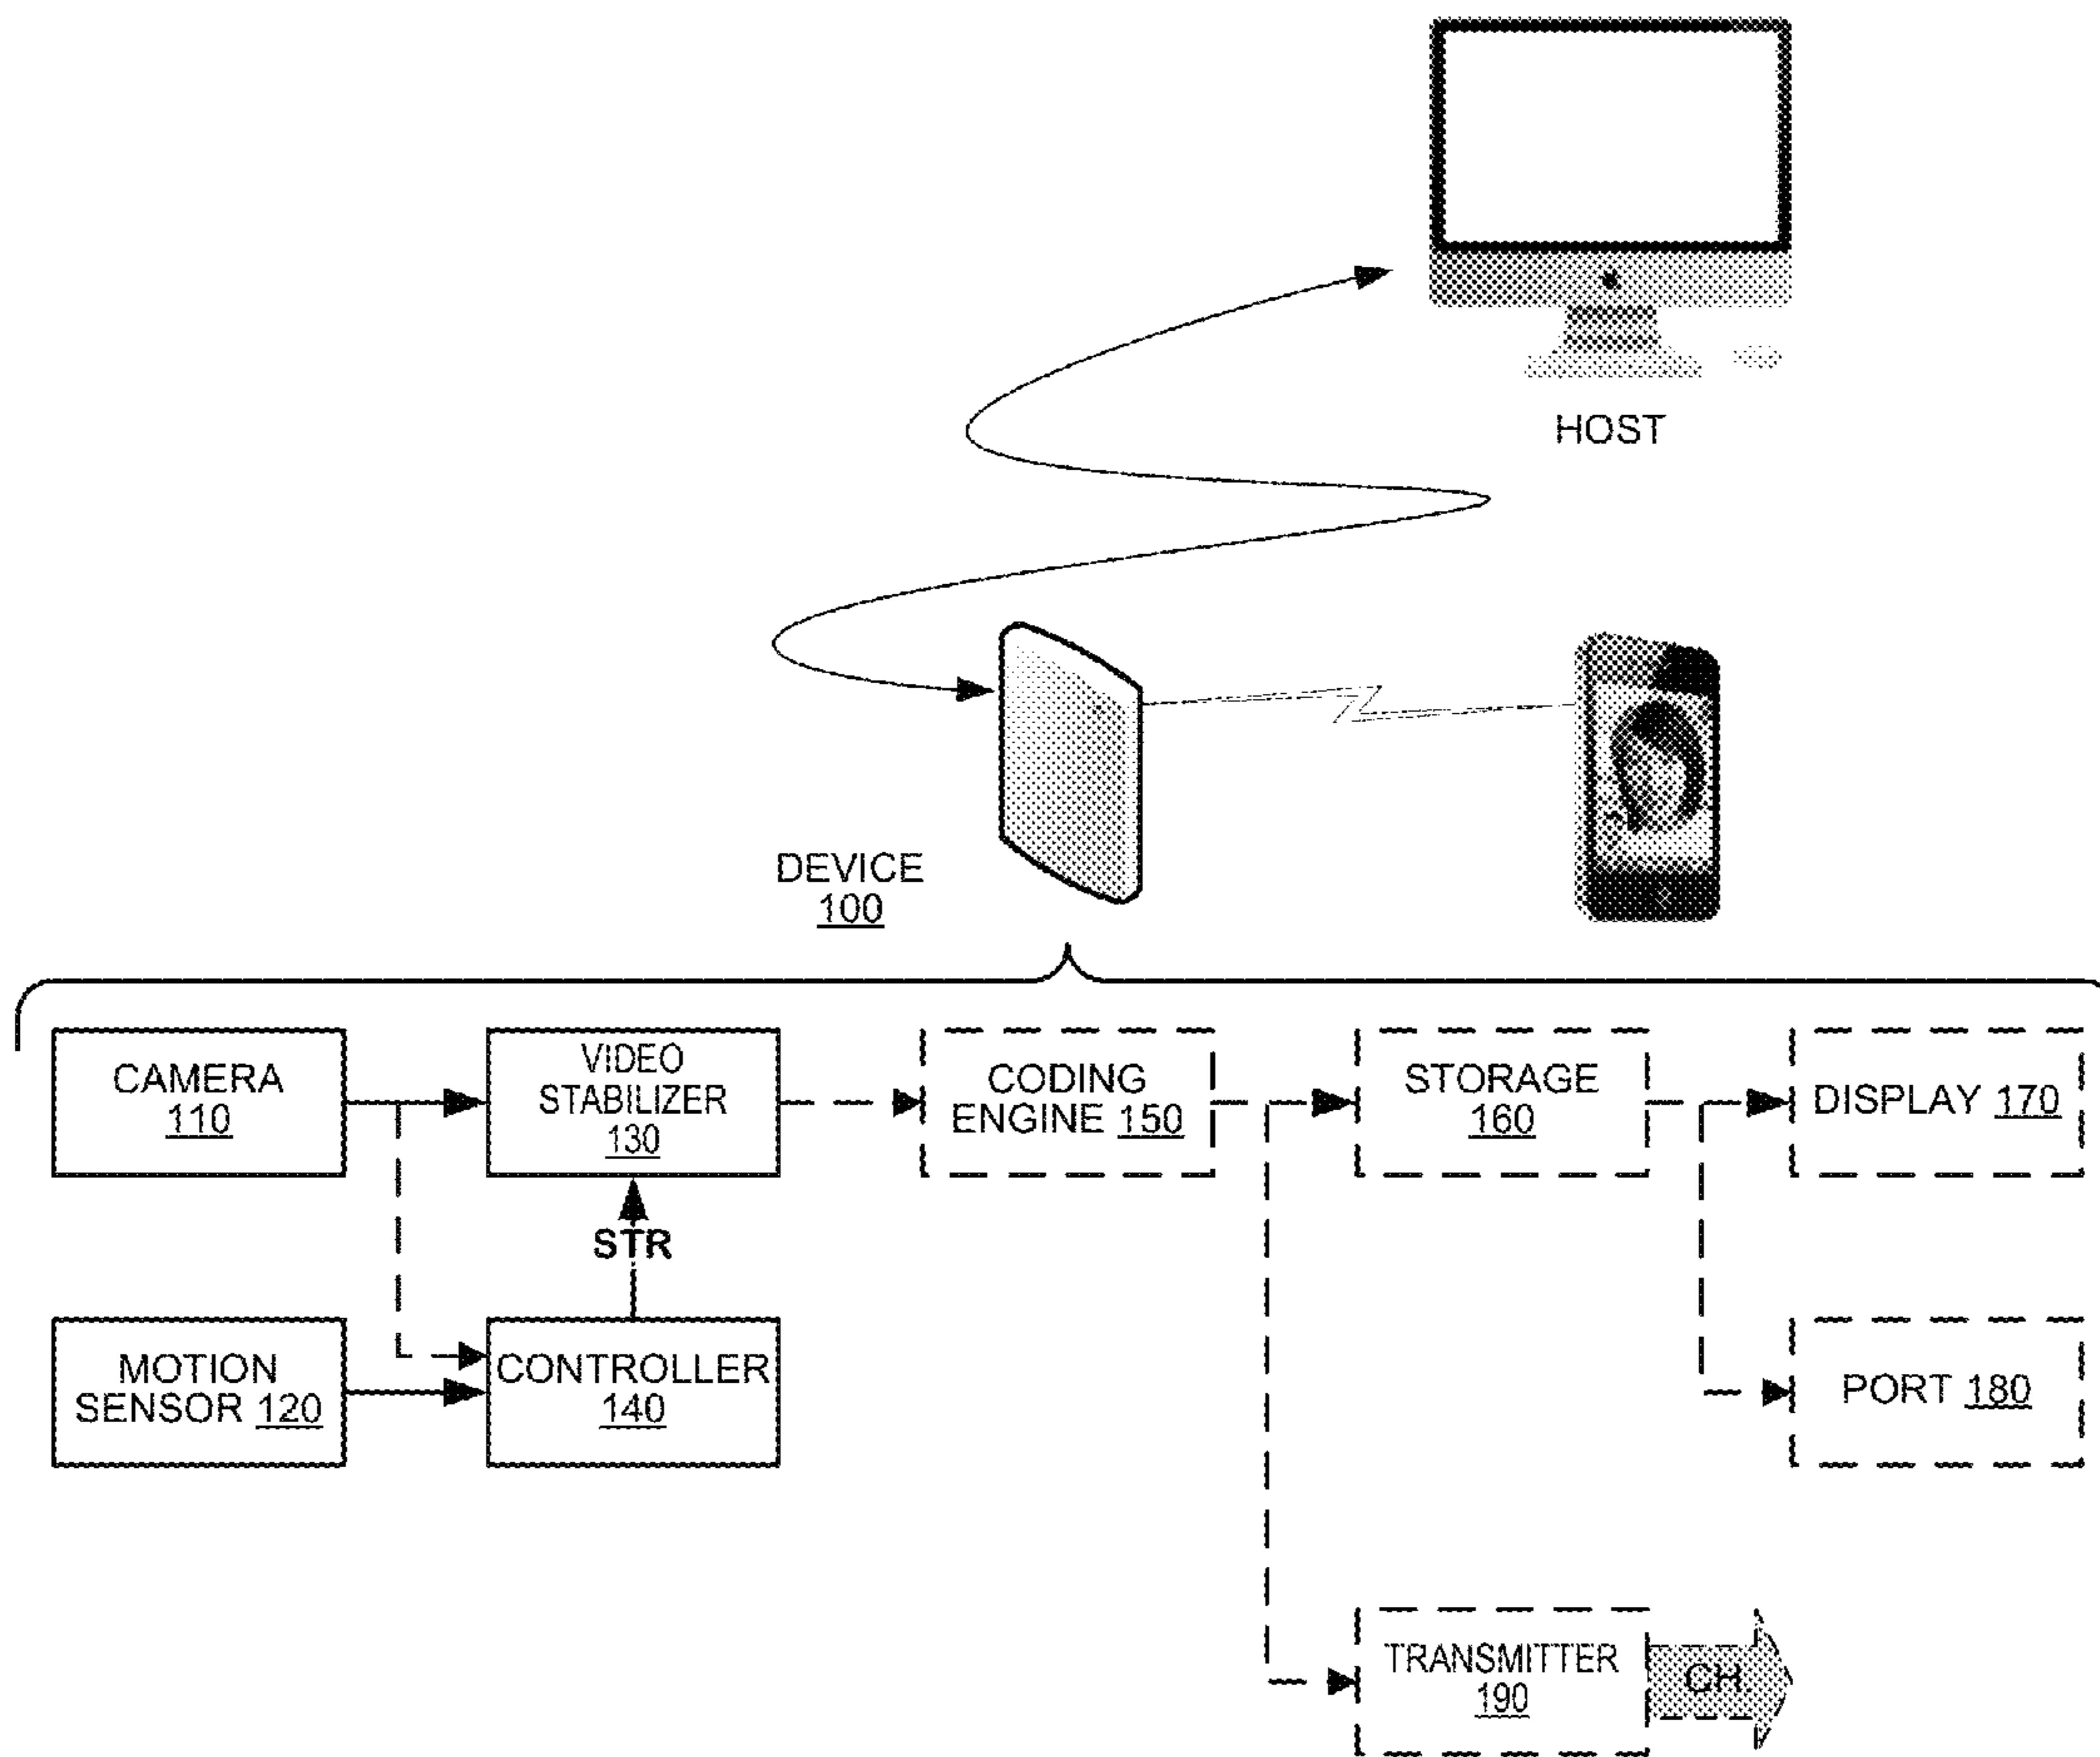 HOST
DEVICE
100
CAMERA
110
VIDEO
STABILIZER
130
CODING
ENGINE 150
STORAGE
160
DISPLAY 170
STR
MOTION
SENSOR 120
CONTROLLER
140
PORT 180
TRANSMITTER
190
CH.